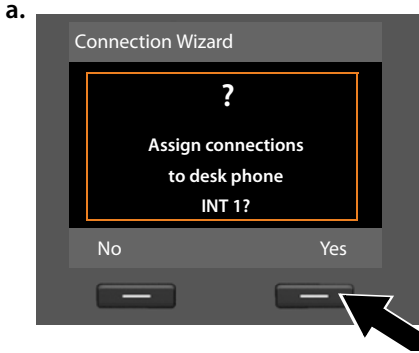 a.
Connection Wizard
?
Assign connections
to desk phone
INT 1?
No Yes